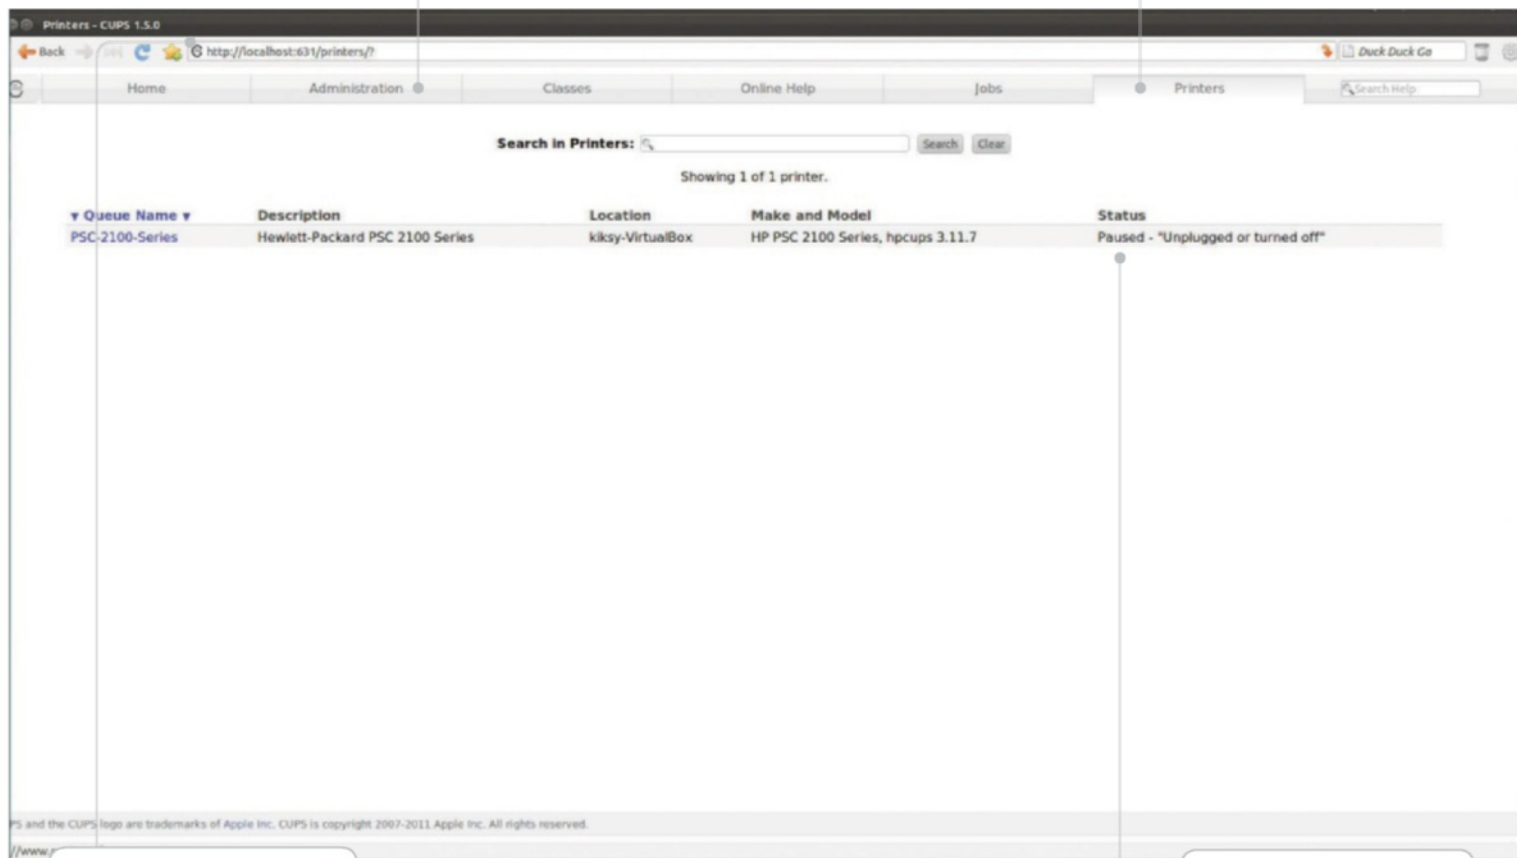 Printers - CUPS 1.5.0
Back http://localhost:631/printers/? Duck Duck Go
Home Administration Classes Online Help Jobs Printers Search Help
Search in Printers: Search Clear
Showing 1 of 1 printer.
▼ Queue Name ▼ Description Location Make and Model Status
PSC-2100-Series Hewlett-Packard PSC 2100 Series kiksy-VirtualBox HP PSC 2100 Series, hpcups 3.11.7 Paused - "Unplugged or turned off"
PS and the CUPS logo are trademarks of Apple Inc. CUPS is copyright 2007-2011 Apple Inc. All rights reserved.
//www.